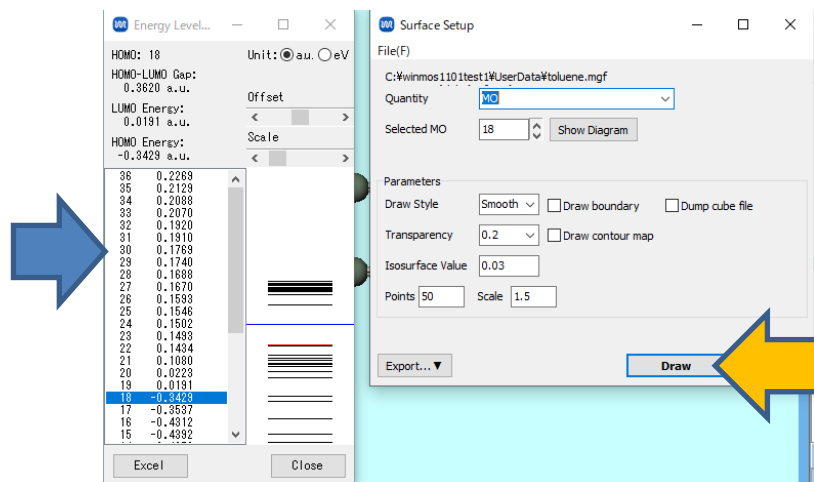 Energy Level...
HOMO: 18
Unit: a.u. eV
HOMO-LUMO Gap:
0.3620 a.u.
LUMO Energy:
0.0191 a.u.
HOMO Energy:
-0.3429 a.u.
Offset
Scale
36 0.2269
35 0.2129
34 0.2088
33 0.2070
32 0.1920
31 0.1910
30 0.1769
29 0.1740
28 0.1688
27 0.1670
26 0.1593
25 0.1546
24 0.1502
23 0.1493
22 0.1434
21 0.1080
20 0.0223
19 0.0191
18 -0.3429
17 -0.3537
16 -0.4312
15 -0.4392
Excel
Close
Surface Setup
File(F)
C:¥winmos1101test1¥UserData¥toluene.mgf
Quantity MO
Selected MO 18 Show Diagram
Parameters
Draw Style Smooth Draw boundary Dump cube file
Transparency 0.2 Draw contour map
Isosurface Value 0.03
Points 50 Scale 1.5
Export...▼
Draw